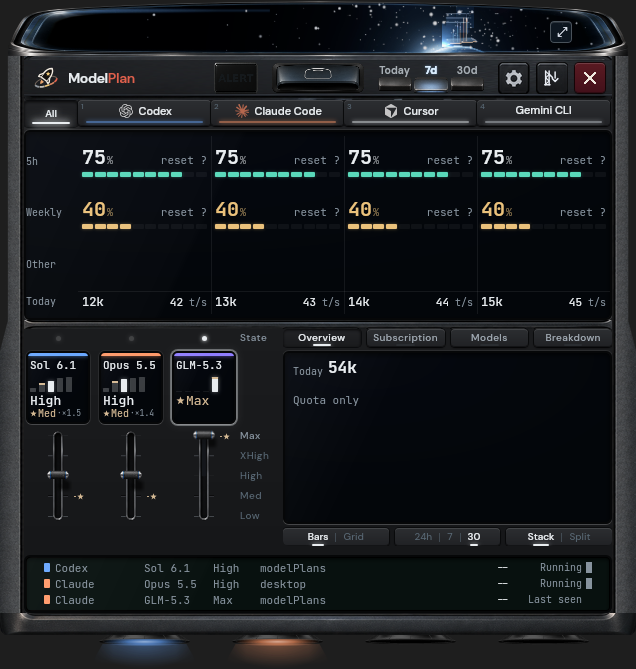 ModelPlan
ALERT
Today 7d 30d
All
1 Codex
2 Claude Code
3 Cursor
4 Gemini CLI
5h 75% reset ? 75% reset ? 75% reset ? 75% reset ?
Weekly 40% reset ? 40% reset ? 40% reset ? 40% reset ?
Other
Today 12k 42 t/s 13k 43 t/s 14k 44 t/s 15k 45 t/s
State
Overview Subscription Models Breakdown
Sol 6.1 Opus 5.5 GLM-5.3
High High ★Max
★Med·×1.5 ★Med·×1.4
Today 54k
Quota only
Max
XHigh
High
Med
Low
Bars | Grid 24h | 7 | 30 Stack | Split
Codex Sol 6.1 High modelPlans -- Running
Claude Opus 5.5 High desktop -- Running
Claude GLM-5.3 Max modelPlans -- Last seen